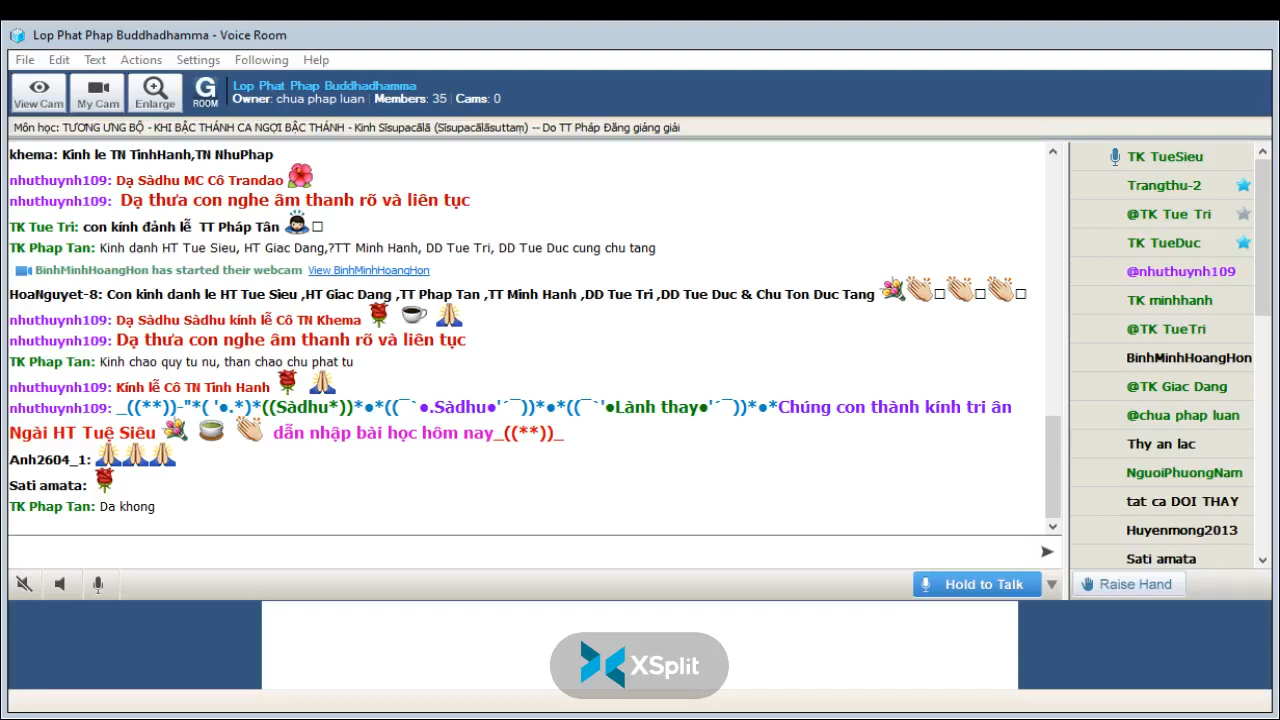 Lop Phat Phap Buddhadhamma - Voice Room
File Edit Text Actions Settings Following Help
View Cam My Cam Enlarge G ROOM
Lop Phat Phap Buddhadhamma
Owner: chua phap luan | Members: 35 | Cams: 0
Môn học: TƯƠNG ƯNG BỘ - KHI BẬC THÁNH CA NGỢI BẬC THÁNH - Kinh Sīsupacālā (Sīsupacālāsuttaṃ) -- Do TT Pháp Đăng giảng giải
khema: Kinh le TN TinhHanh,TN NhuPhap
nhuthuynh109: Dạ Sàdhu MC Cô Trandao
nhuthuynh109: Dạ thưa con nghe âm thanh rõ và liên tục
TK Tue Tri: con kính đảnh lễ TT Pháp Tân
TK Phap Tan: Kinh danh HT Tue Sieu, HT Giac Dang,?TT Minh Hanh, DD Tue Tri, DD Tue Duc cung chu tang
BinhMinhHoangHon has started their webcam View BinhMinhHoangHon
HoaNguyet-8: Con kinh danh le HT Tue Sieu ,HT Giac Dang ,TT Phap Tan ,TT Minh Hanh ,DD Tue Tri ,DD Tue Duc & Chu Ton Duc Tang
nhuthuynh109: Dạ Sàdhu Sàdhu kính lễ Cô TN Khema
nhuthuynh109: Dạ thưa con nghe âm thanh rõ và liên tục
TK Phap Tan: Kinh chao quy tu nu, than chao chu phat tu
nhuthuynh109: Kính lễ Cô TN Tinh Hanh
nhuthuynh109: _((**))-"*( '●.*)*((Sàdhu*))*●*((¯`●.Sàdhu●'´¯))*●*((¯`'●Lành thay●'´¯))*●*Chúng con thành kính tri ân
Ngài HT Tuệ Siêu dẫn nhập bài học hôm nay_((**))_
Anh2604_1:
Sati amata:
TK Phap Tan: Da khong
Hold to Talk
TK TueSieu
Trangthu-2
@TK Tue Tri
TK TueDuc
@nhuthuynh109
TK minhhanh
@TK TueTri
BinhMinhHoangHon
@TK Giac Dang
@chua phap luan
Thy an lac
NguoiPhuongNam
tat ca DOI THAY
Huyenmong2013
Sati amata
Raise Hand
XSplit